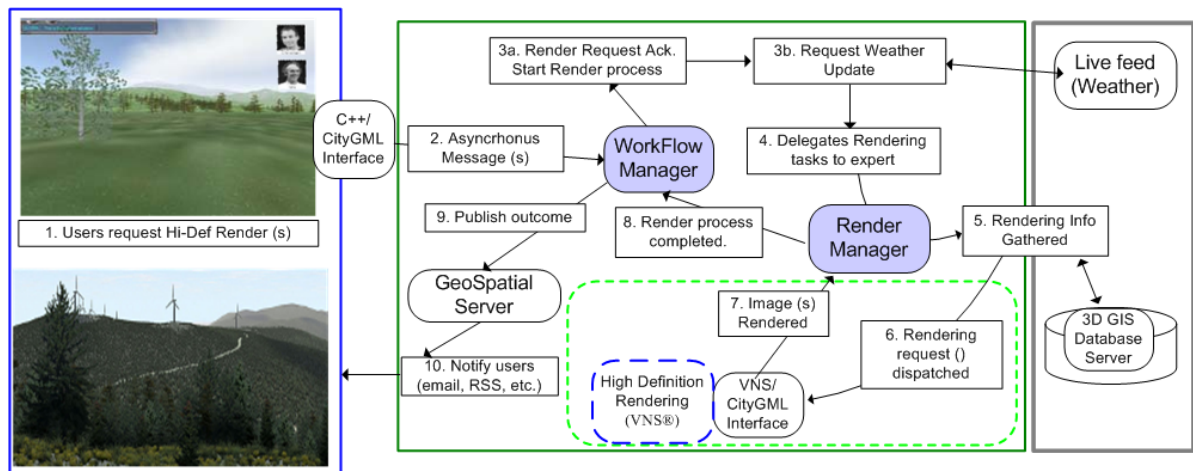 1. Users request Hi-Def Render (s)
C++/
CityGML
Interface
2. Asyncrhonus
Message (s)
3a. Render Request Ack.
Start Render process
3b. Request Weather
Update
Live feed
(Weather)
WorkFlow
Manager
4. Delegates Rendering
tasks to expert
9. Publish outcome
8. Render process
completed.
Render
Manager
5. Rendering Info
Gathered
GeoSpatial
Server
7. Image (s)
Rendered
6. Rendering
request ()
dispatched
3D GIS
Database
Server
10. Notify users
(email, RSS, etc.)
High Definition
Rendering
(VNS®)
VNS/
CityGML
Interface